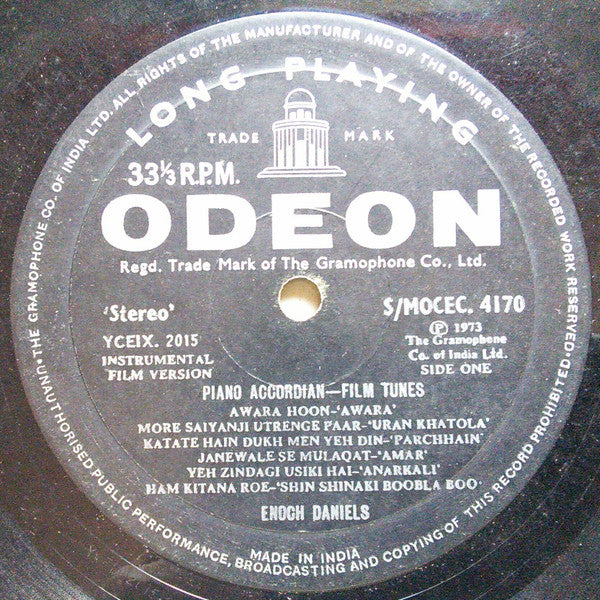 UNAUTHORISED PUBLIC PERFORMANCE, BROADCASTING AND COPYING OF THIS RECORD PROHIBITED · THE GRAMOPHONE CO. OF INDIA LTD. ALL RIGHTS OF THE MANUFACTURER AND OF THE OWNER OF THE RECORDED WORK RESERVED.
LONG PLAYING
TRADE MARK
33⅓ R.P.M.
ODEON
Regd. Trade Mark of The Gramophone Co., Ltd.
'Stereo'
S/MOCEC. 4170
YCEIX. 2015
℗ 1973
The Gramophone
Co. of India Ltd.
INSTRUMENTAL
FILM VERSION
SIDE ONE
PIANO ACCORDIAN—FILM TUNES
AWARA HOON-'AWARA'
MORE SAIYANJI UTRENGE PAAR-'URAN KHATOLA'
KATATE HAIN DUKH MEN YEH DIN-'PARCHHAIN'
JANEWALE SE MULAQAT-'AMAR'
YEH ZINDAGI USIKI HAI-'ANARKALI'
HAM KITANA ROE-'SHIN SHINAKI BOOBLA BOO'
ENOCH DANIELS
MADE IN INDIA